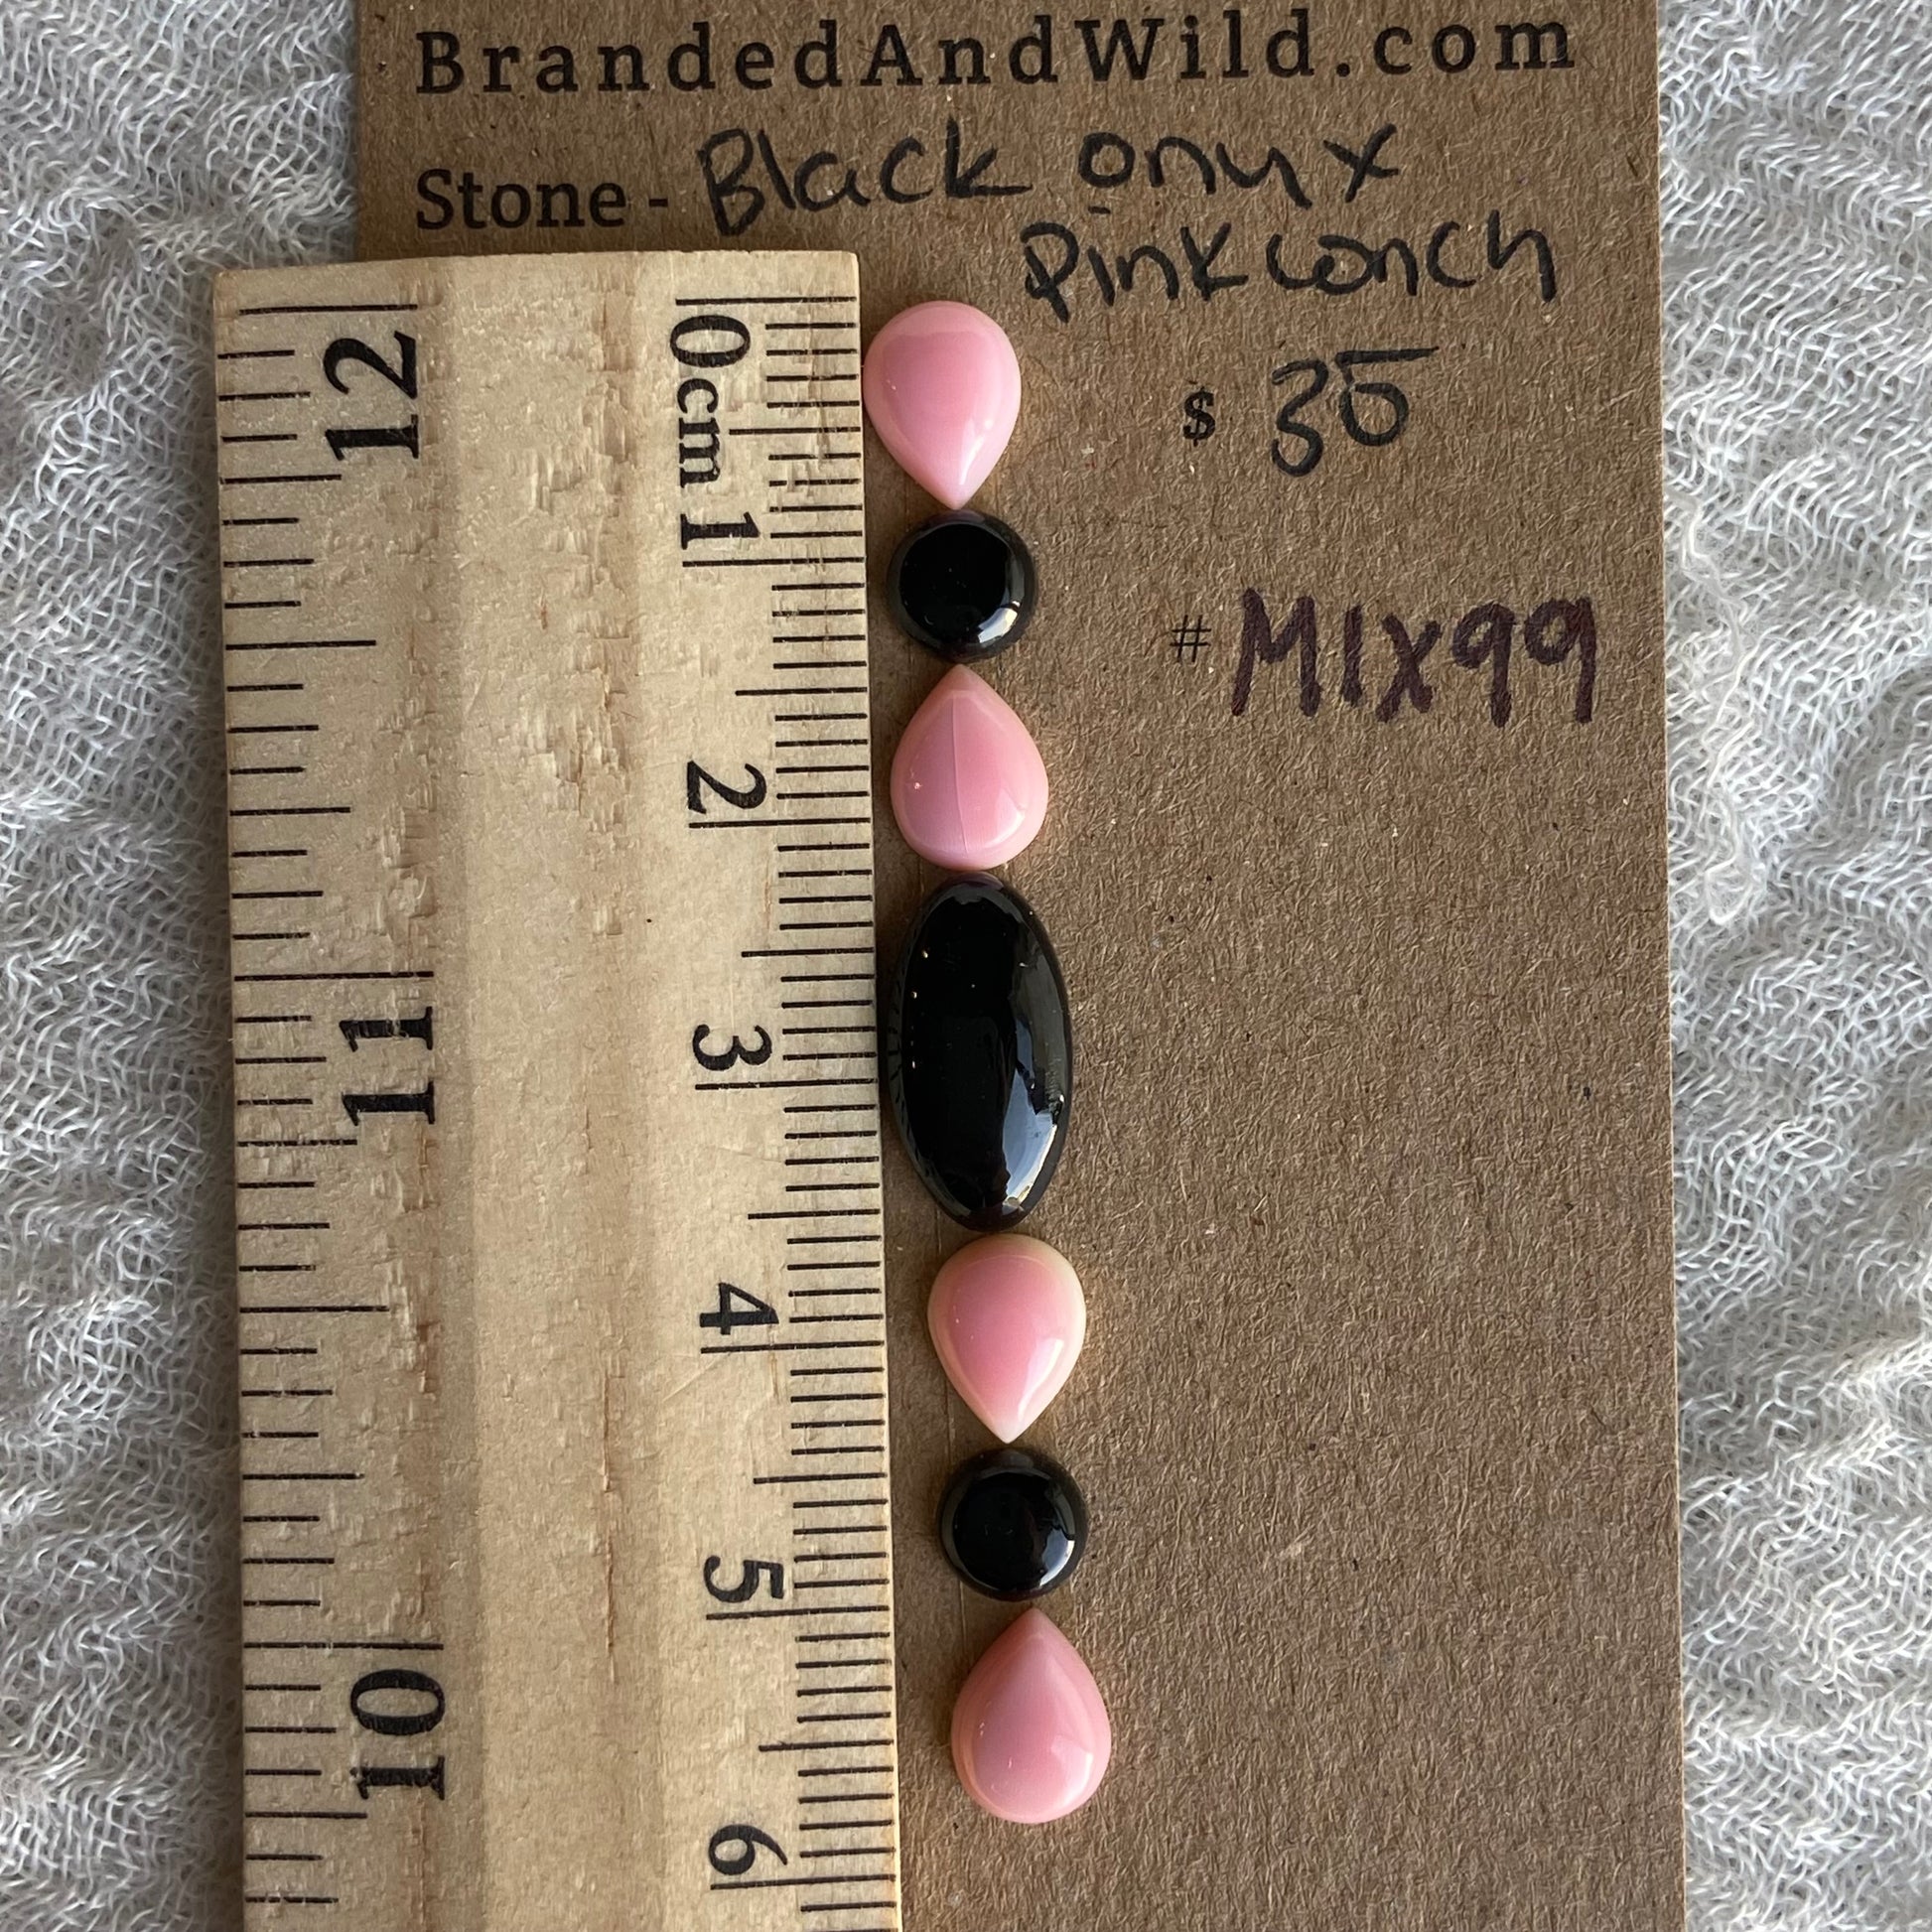 BrandedAndWild.com
Stone - Black onyx
Pink conch
$ 35
# MIX99
0cm 1 2 3 4 5 6
12 11 10